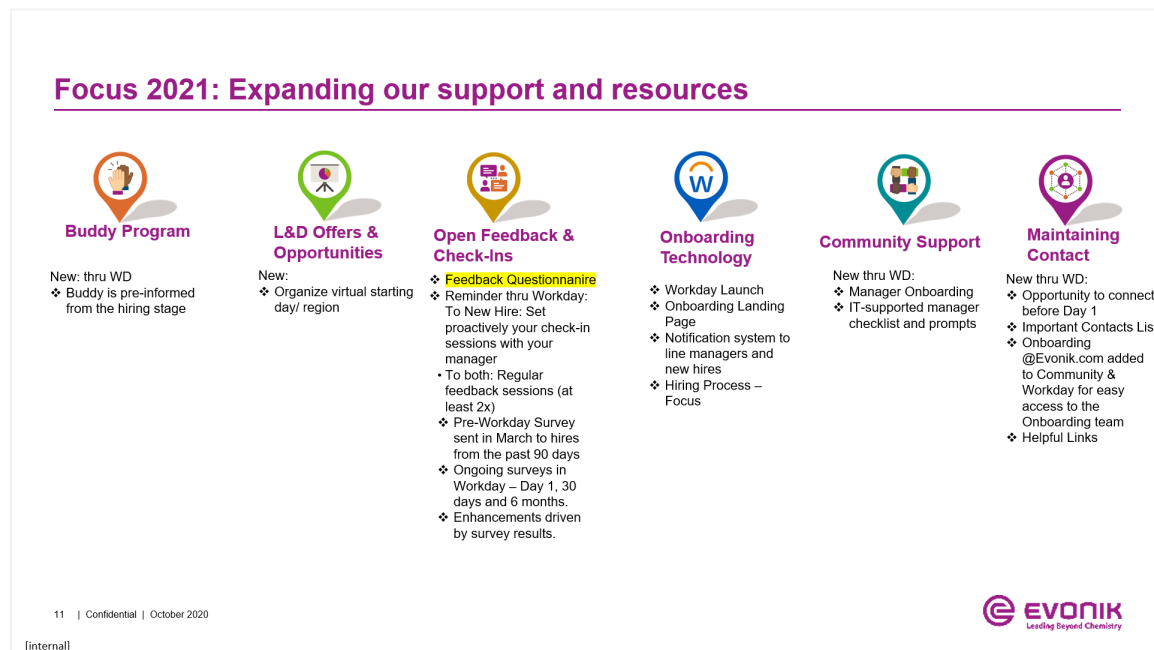 Focus 2021: Expanding our support and resources
Buddy Program
New: thru WD
❖ Buddy is pre-informed
from the hiring stage
L&D Offers &
Opportunities
New:
❖ Organize virtual starting
day/ region
Open Feedback &
Check-Ins
❖ Feedback Questionnanire
❖ Reminder thru Workday:
To New Hire: Set
proactively your check-in
sessions with your
manager
• To both: Regular
feedback sessions (at
least 2x)
❖ Pre-Workday Survey
sent in March to hires
from the past 90 days
❖ Ongoing surveys in
Workday – Day 1, 30
days and 6 months.
❖ Enhancements driven
by survey results.
W
Onboarding
Technology
❖ Workday Launch
❖ Onboarding Landing
Page
❖ Notification system to
line managers and
new hires
❖ Hiring Process –
Focus
Community Support
New thru WD:
❖ Manager Onboarding
❖ IT-supported manager
checklist and prompts
Maintaining
Contact
New thru WD:
❖ Opportunity to connect
before Day 1
❖ Important Contacts Lis
❖ Onboarding
@Evonik.com added
to Community &
Workday for easy
access to the
Onboarding team
❖ Helpful Links
11 | Confidential | October 2020
EVONIK
Leading Beyond Chemistry
[internal]